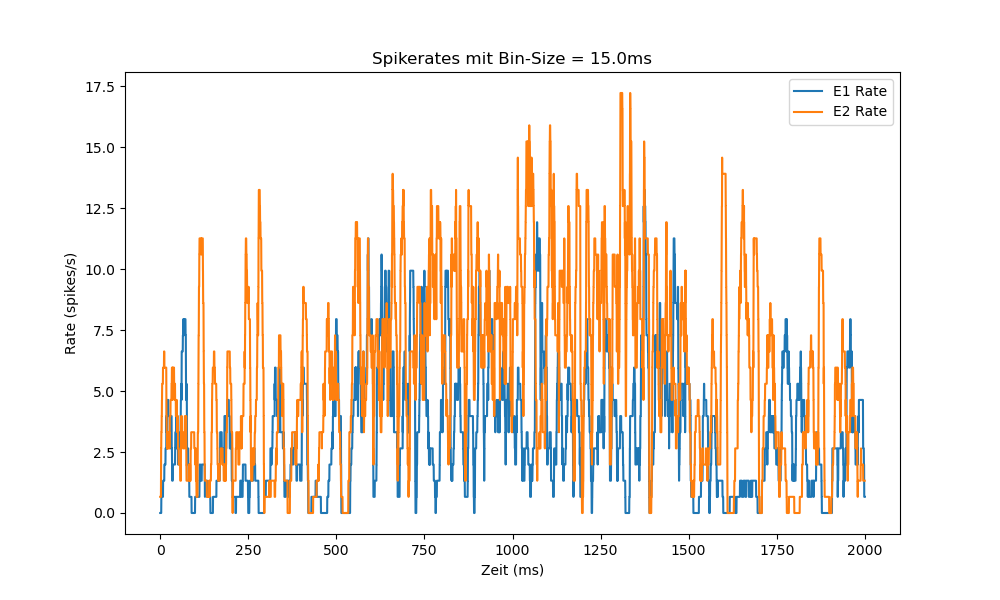 Spikerates mit Bin-Size = 15.0ms
E1 Rate
E2 Rate
17.5
15.0
12.5
10.0
7.5
5.0
2.5
0.0
Rate (spikes/s)
0 250 500 750 1000 1250 1500 1750 2000
Zeit (ms)